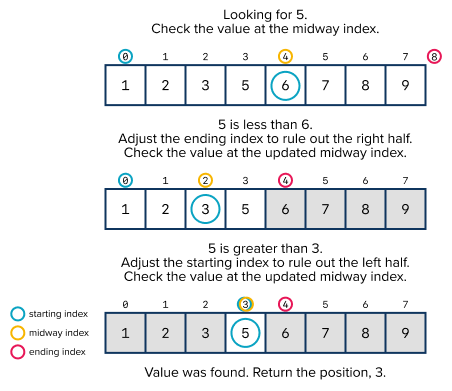 Looking for 5.
Check the value at the midway index.
0 1 2 3 4 5 6 7 8
1 2 3 5 6 7 8 9
5 is less than 6.
Adjust the ending index to rule out the right half.
Check the value at the updated midway index.
0 1 2 3 4 5 6 7
1 2 3 5 6 7 8 9
5 is greater than 3.
Adjust the starting index to rule out the left half.
Check the value at the updated midway index.
0 1 2 3 4 5 6 7
1 2 3 5 6 7 8 9
starting index
midway index
ending index
Value was found. Return the position, 3.